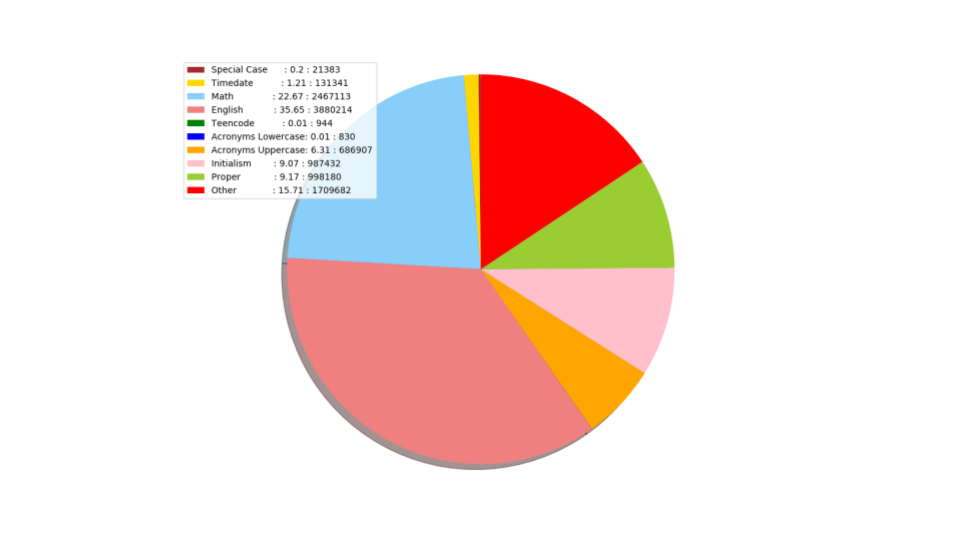 Special Case : 0.2 : 21383
Timedate : 1.21 : 131341
Math : 22.67 : 2467113
English : 35.65 : 3880214
Teencode : 0.01 : 944
Acronyms Lowercase: 0.01 : 830
Acronyms Uppercase: 6.31 : 686907
Initialism : 9.07 : 987432
Proper : 9.17 : 998180
Other : 15.71 : 1709682